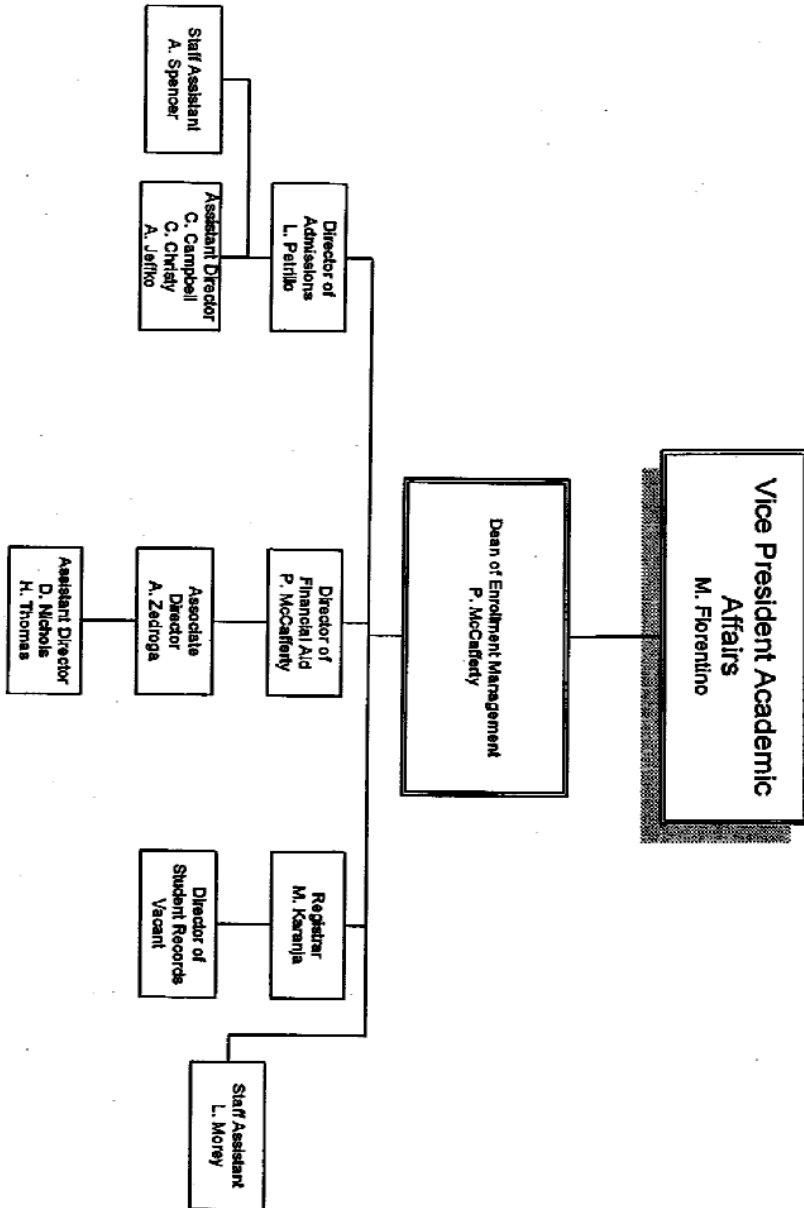 Vice President Academic
Affairs
M. Fiorentino
Dean of Enrollment Management
P. McCafferty
Director of
Admissions
L. Petrillo
Director of
Financial Aid
P. McCafferty
Registrar
M. Karanja
Staff Assistant
L. Morey
Staff Assistant
A. Spencer
Assistant Director
C. Campbell
C. Christy
A. Jeffko
Associate
Director
A. Zedroga
Director of
Student Records
Vacant
Assistant Director
D. Nichols
H. Thomas